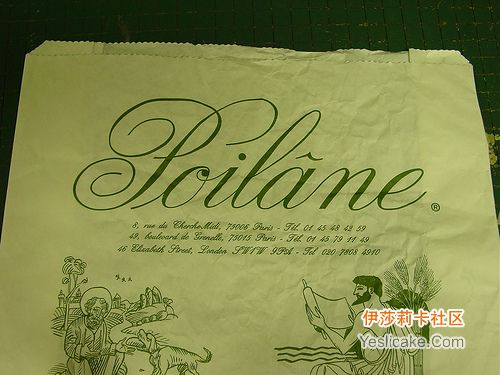 Poilâne®
8, rue du Cherche-Midi, 75006 Paris - Tél. 01 45 48 42 59
49, boulevard de Grenelle, 75015 Paris - Tél. 01 45 79 11 49
46 Elizabeth Street, London SW1W 9PA - Tel 020 7808 4910
伊莎莉卡社区
Yeslicake.Com